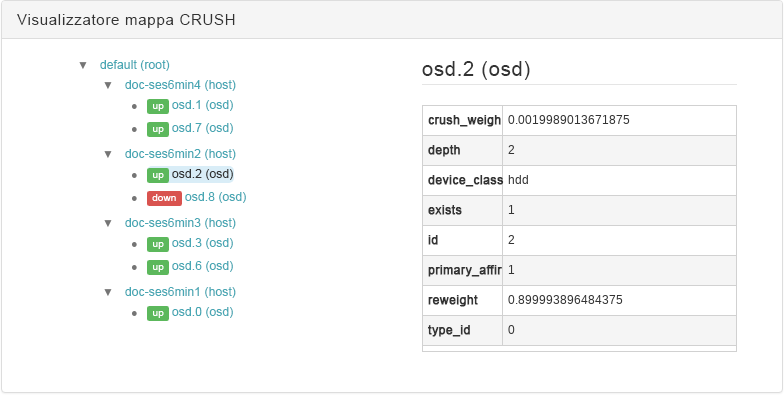 Visualizzatore mappa CRUSH
default (root)
doc-ses6min4 (host)
up osd.1 (osd)
up osd.7 (osd)
doc-ses6min2 (host)
up osd.2 (osd)
down osd.8 (osd)
doc-ses6min3 (host)
up osd.3 (osd)
up osd.6 (osd)
doc-ses6min1 (host)
up osd.0 (osd)
osd.2 (osd)
crush_weigh 0.0019989013671875
depth 2
device_class hdd
exists 1
id 2
primary_affir 1
reweight 0.899993896484375
type_id 0